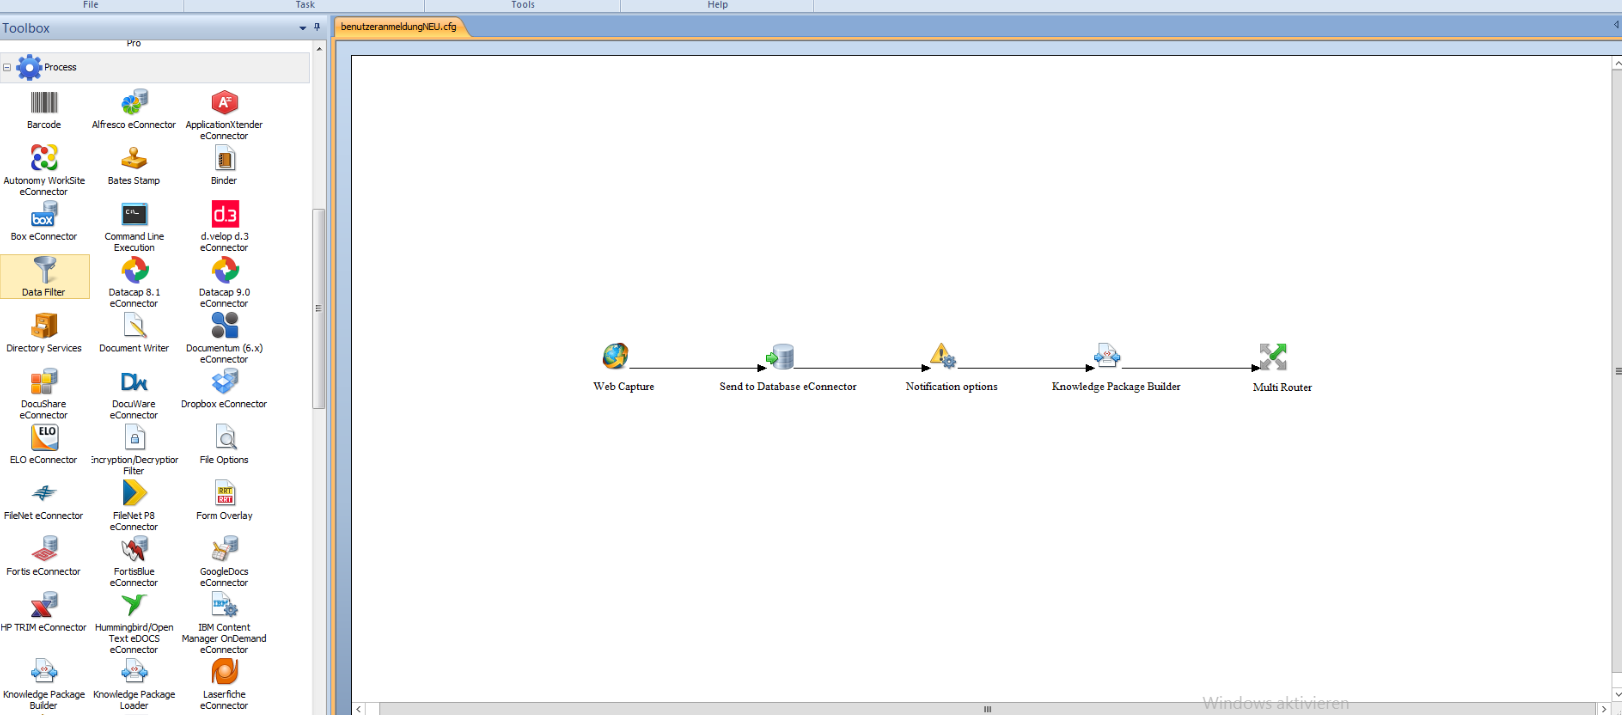 File Task Tools Help
Toolbox
benutzeranmeldungNEU.cfg
Pro
Process
Barcode Alfresco eConnector ApplicationXtender
eConnector
Autonomy WorkSite Bates Stamp Binder
eConnector
Box eConnector Command Line d.velop d.3
Execution eConnector
Data Filter Datacap 8.1 Datacap 9.0
eConnector eConnector
Directory Services Document Writer Documentum (6.x)
eConnector
DocuShare DocuWare Dropbox eConnector
eConnector eConnector
ELO eConnector Encryption/Decryption File Options
Filter
FileNet eConnector FileNet P8 Form Overlay
eConnector
Fortis eConnector FortisBlue GoogleDocs
eConnector eConnector
HP TRIM eConnector Hummingbird/Open IBM Content
Text eDOCS Manager OnDemand
eConnector eConnector
Knowledge Package Knowledge Package Laserfiche
Builder Loader eConnector
Web Capture Send to Database eConnector Notification options Knowledge Package Builder Multi Router
Windows aktivieren